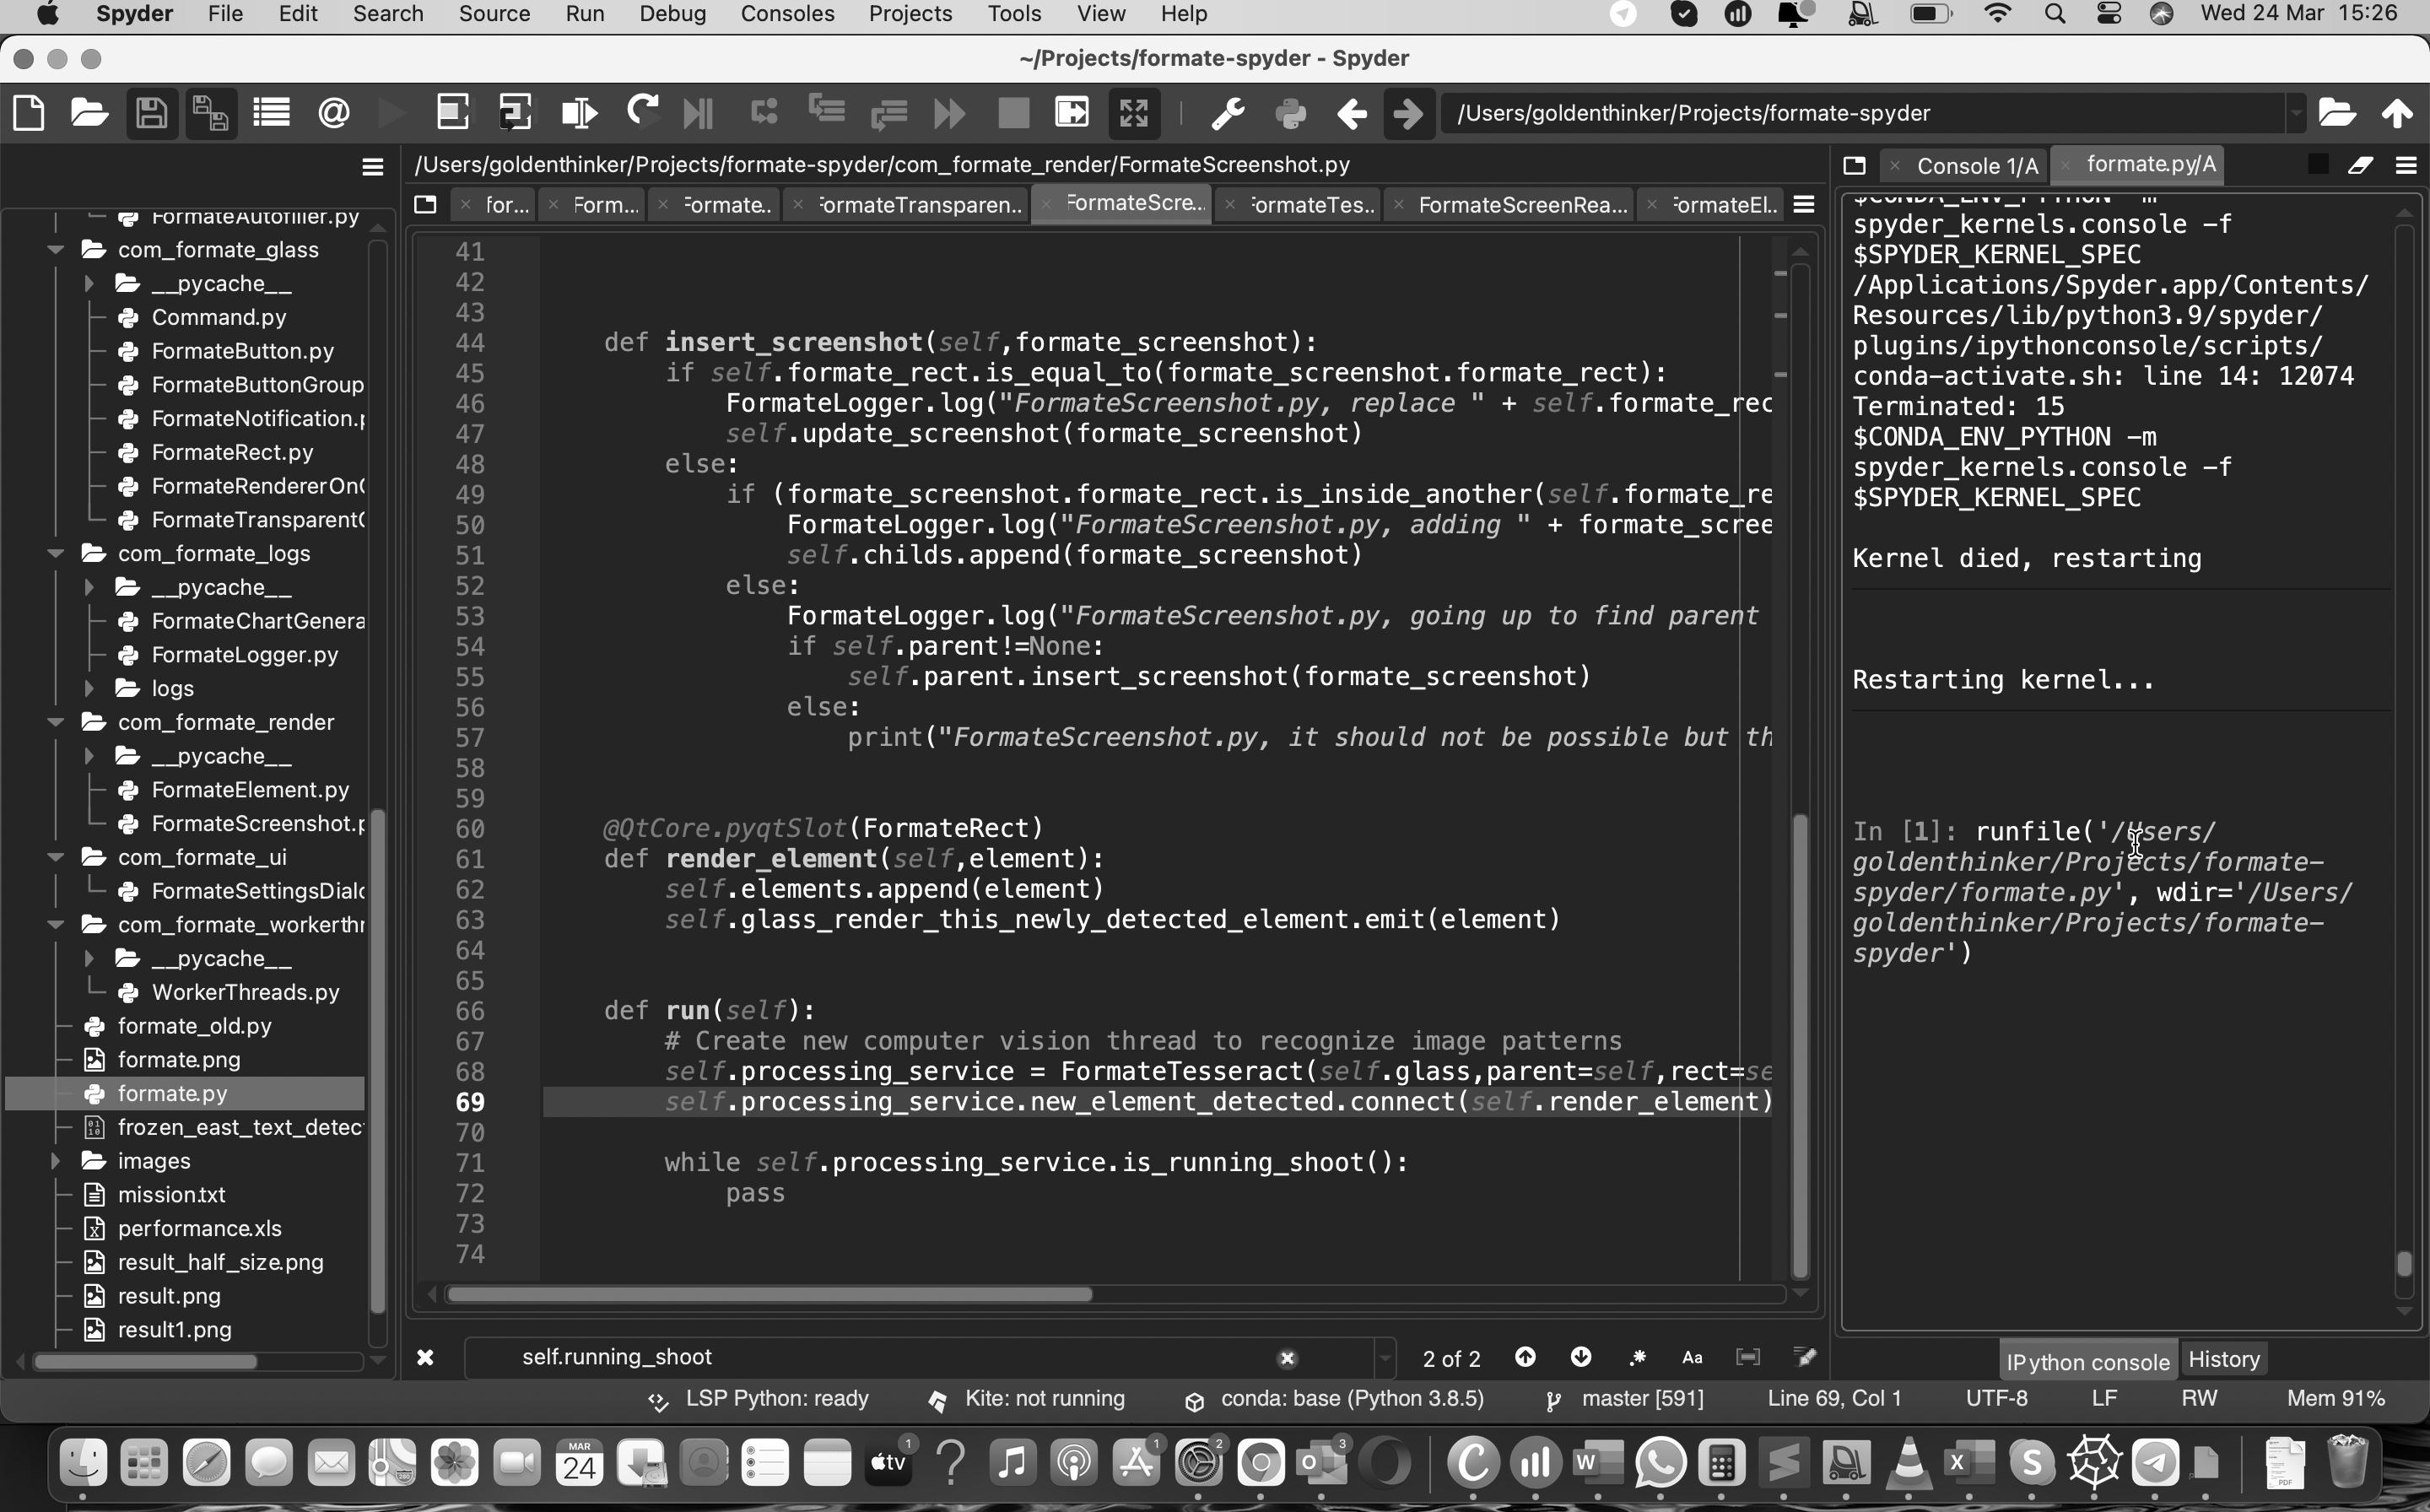 Spyder File Edit Search Source Run Debug Consoles Projects Tools View Help Wed 24 Mar 15:26
~/Projects/formate-spyder - Spyder
/Users/goldenthinker/Projects/formate-spyder
FormateAutofiller.py
com_formate_glass
__pycache__
Command.py
FormateButton.py
FormateButtonGroup
FormateNotification.p
FormateRect.py
FormateRendererOnG
FormateTransparentG
com_formate_logs
__pycache__
FormateChartGenera
FormateLogger.py
logs
com_formate_render
__pycache__
FormateElement.py
FormateScreenshot.p
com_formate_ui
FormateSettingsDialo
com_formate_workerthr
__pycache__
WorkerThreads.py
formate_old.py
formate.png
formate.py
frozen_east_text_detec
images
mission.txt
performance.xls
result_half_size.png
result.png
result1.png
/Users/goldenthinker/Projects/formate-spyder/com_formate_render/FormateScreenshot.py
for... Form... Formate.. FormateTransparen.. FormateScre... FormateTes.. FormateScreenRea... FormateEl..
41
42
43
44 def insert_screenshot(self,formate_screenshot):
45 if self.formate_rect.is_equal_to(formate_screenshot.formate_rect):
46 FormateLogger.log("FormateScreenshot.py, replace " + self.formate_rec
47 self.update_screenshot(formate_screenshot)
48 else:
49 if (formate_screenshot.formate_rect.is_inside_another(self.formate_re
50 FormateLogger.log("FormateScreenshot.py, adding " + formate_scree
51 self.childs.append(formate_screenshot)
52 else:
53 FormateLogger.log("FormateScreenshot.py, going up to find parent
54 if self.parent!=None:
55 self.parent.insert_screenshot(formate_screenshot)
56 else:
57 print("FormateScreenshot.py, it should not be possible but th
58
59
60 @QtCore.pyqtSlot(FormateRect)
61 def render_element(self,element):
62 self.elements.append(element)
63 self.glass_render_this_newly_detected_element.emit(element)
64
65
66 def run(self):
67 # Create new computer vision thread to recognize image patterns
68 self.processing_service = FormateTesseract(self.glass,parent=self,rect=se
69 self.processing_service.new_element_detected.connect(self.render_element)
70
71 while self.processing_service.is_running_shoot():
72 pass
73
74
self.running_shoot 2 of 2 .* Aa
Console 1/A formate.py/A
$CONDA_ENV_PYTHON -m
spyder_kernels.console -f
$SPYDER_KERNEL_SPEC
/Applications/Spyder.app/Contents/
Resources/lib/python3.9/spyder/
plugins/ipythonconsole/scripts/
conda-activate.sh: line 14: 12074
Terminated: 15
$CONDA_ENV_PYTHON -m
spyder_kernels.console -f
$SPYDER_KERNEL_SPEC
Kernel died, restarting
Restarting kernel...
In [1]: runfile('/Users/
goldenthinker/Projects/formate-
spyder/formate.py', wdir='/Users/
goldenthinker/Projects/formate-
spyder')
IPython console History
LSP Python: ready Kite: not running conda: base (Python 3.8.5) master [591] Line 69, Col 1 UTF-8 LF RW Mem 91%
MAR
24
280
tv
1
1
2
3
PDF